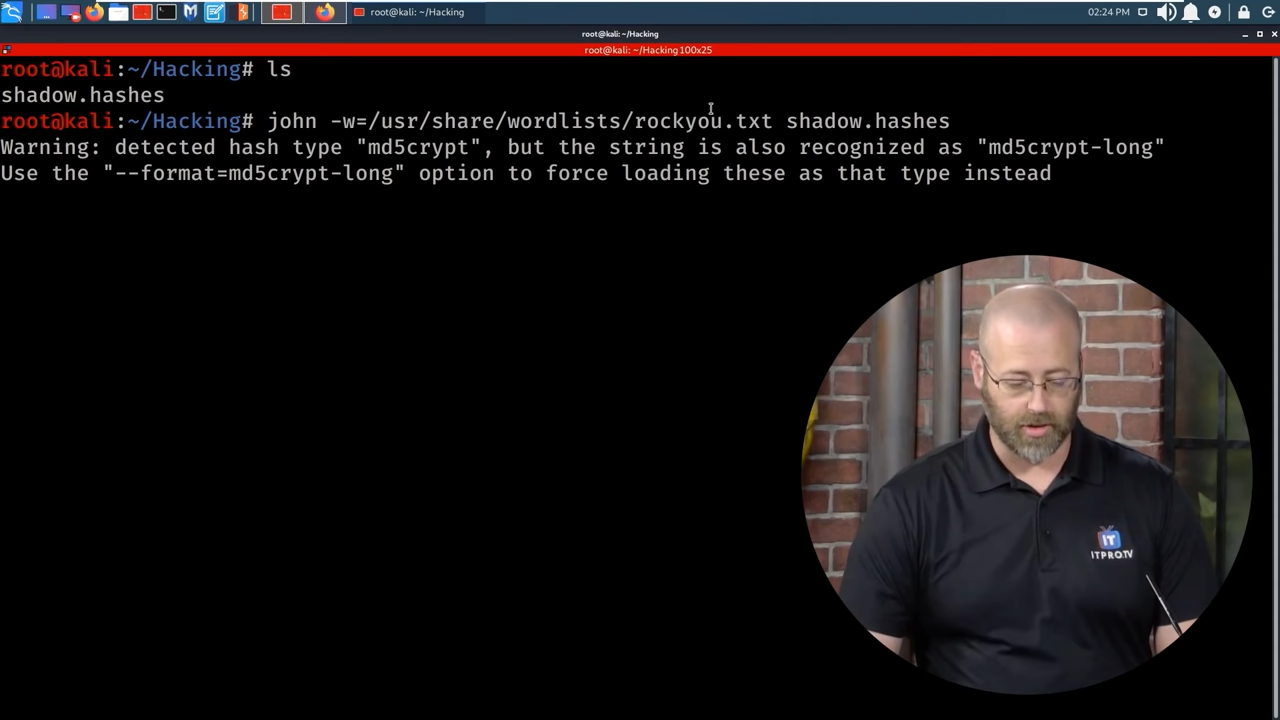 root@kali: ~/Hacking
02:24 PM
root@kali: ~/Hacking
root@kali: ~/Hacking 100x25
root@kali:~/Hacking# ls
shadow.hashes
root@kali:~/Hacking# john -w=/usr/share/wordlists/rockyou.txt shadow.hashes
Warning: detected hash type "md5crypt", but the string is also recognized as "md5crypt-long"
Use the "--format=md5crypt-long" option to force loading these as that type instead
IT
ITPRO.TV